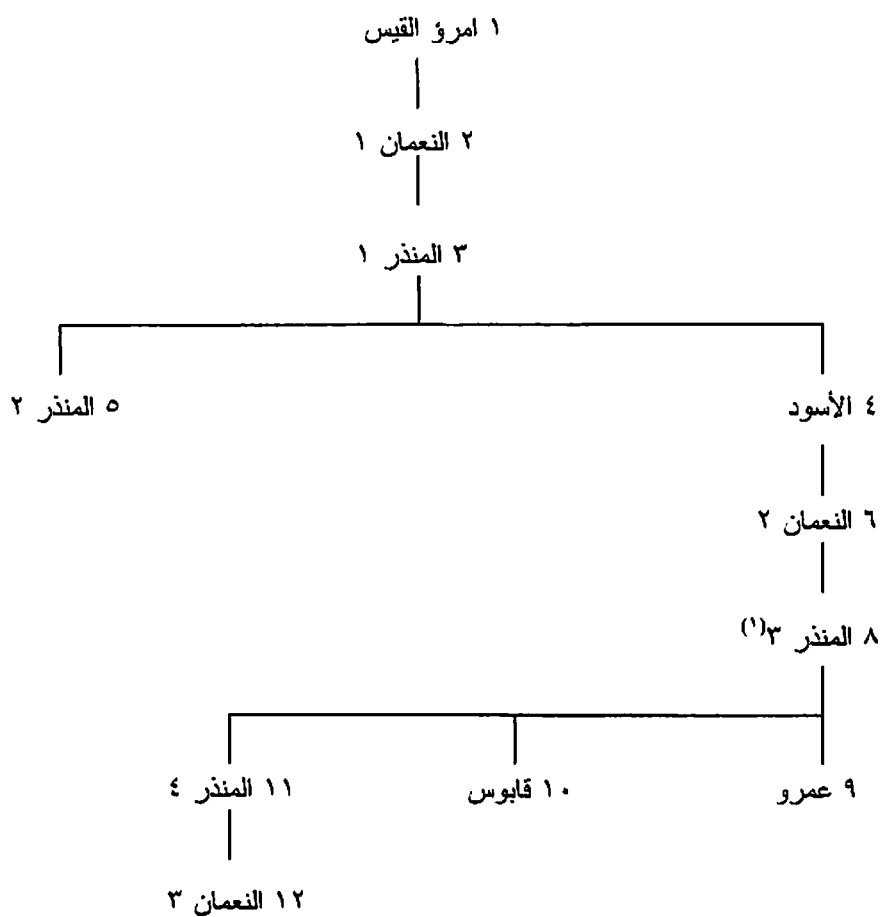 ١ امرؤ القيس
٢ النعمان ١
٣ المنذر ١
٤ الأسود
٥ المنذر ٢
٦ النعمان ٢
٨ المنذر ٣(١)
٩ عمرو
١٠ قابوس
١١ المنذر ٤
١٢ النعمان ٣